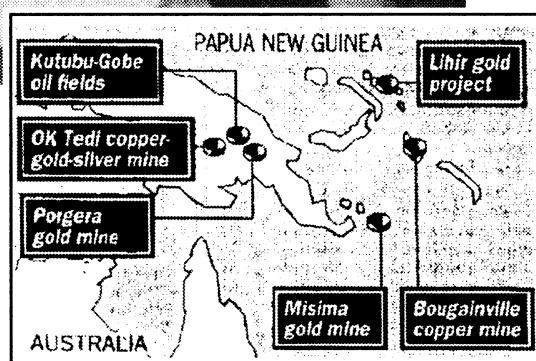 PAPUA NEW GUINEA
Kutubu-Gobe
oil fields
Lihir gold
project
OK Tedi copper-
gold-silver mine
Porgera
gold mine
Misima
gold mine
Bougainville
copper mine
AUSTRALIA